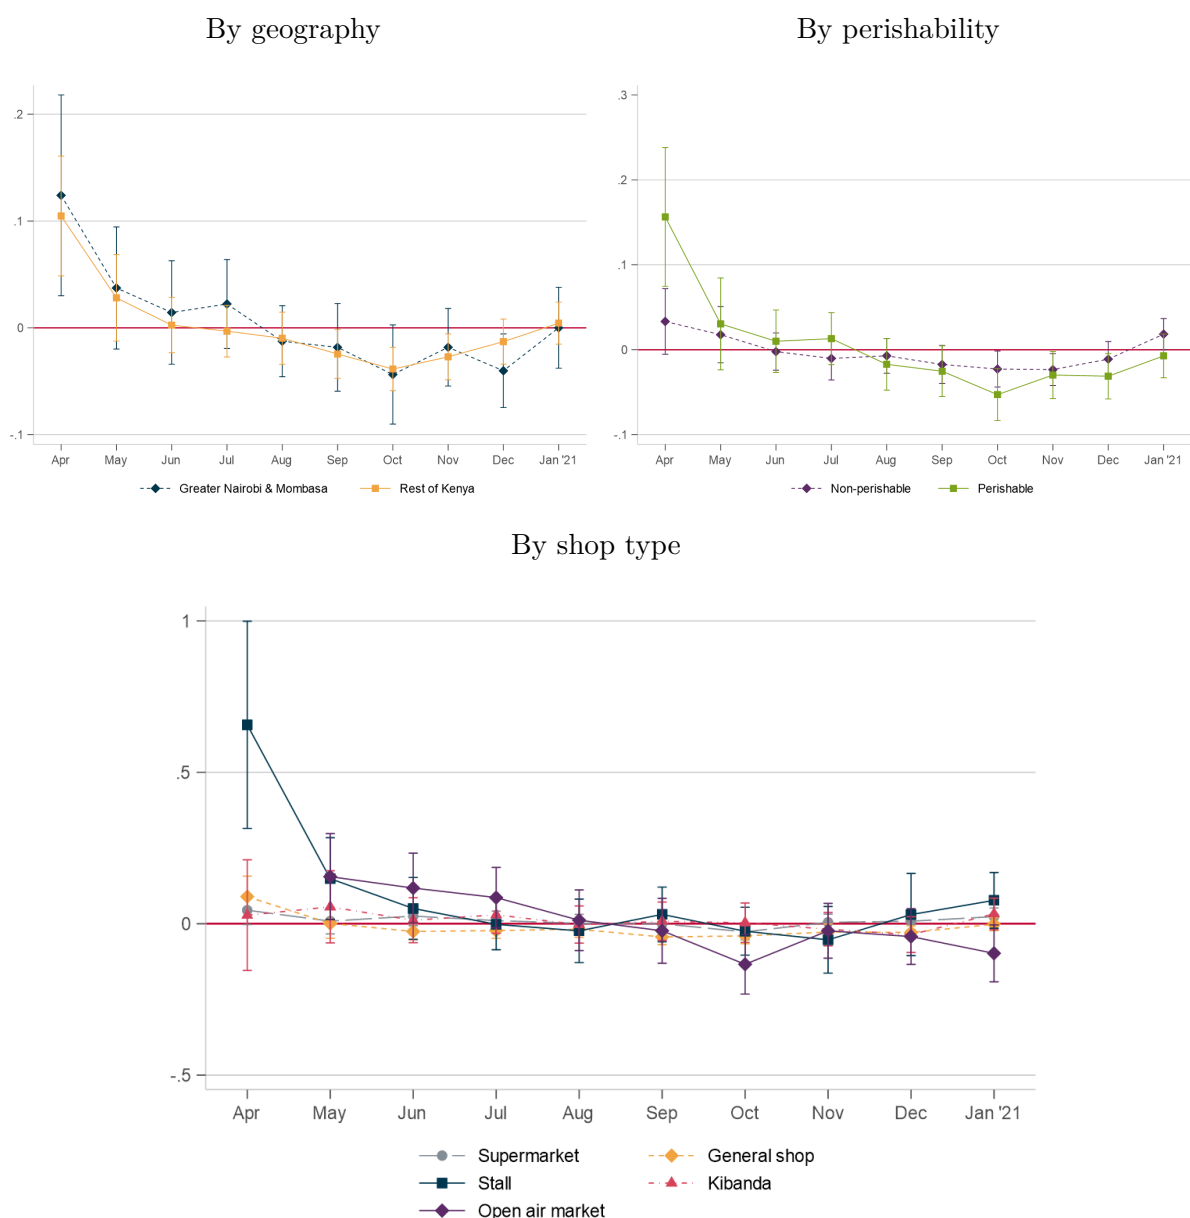 By geography
By perishability
.2
.1
0
-.1
Apr May Jun Jul Aug Sep Oct Nov Dec Jan '21
Greater Nairobi & Mombasa Rest of Kenya
.3
.2
.1
0
-.1
Apr May Jun Jul Aug Sep Oct Nov Dec Jan '21
Non-perishable Perishable
By shop type
1
.5
0
-.5
Apr May Jun Jul Aug Sep Oct Nov Dec Jan '21
Supermarket General shop
Stall Kibanda
Open air market